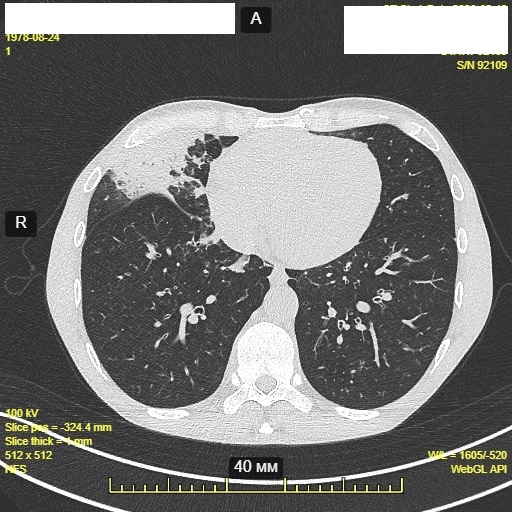 A
1978-08-24
1
S/N 92109
R
100 kV
Slice pos = -324.4 mm
Slice thick = 1 mm
512 x 512
HFS
W/L = 1605/-520
WebGL API
40 мм